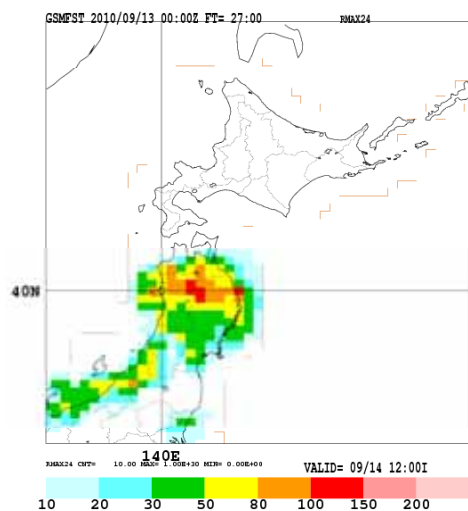 GSMFST 2010/09/13 00:00Z FT= 27:00 RMAX24
40N
140E
RMAX24 CNT= 10.00 MAX= 1.00E+30 MIN= 0.00E+00 VALID= 09/14 12:00I
10 20 30 50 80 100 150 200